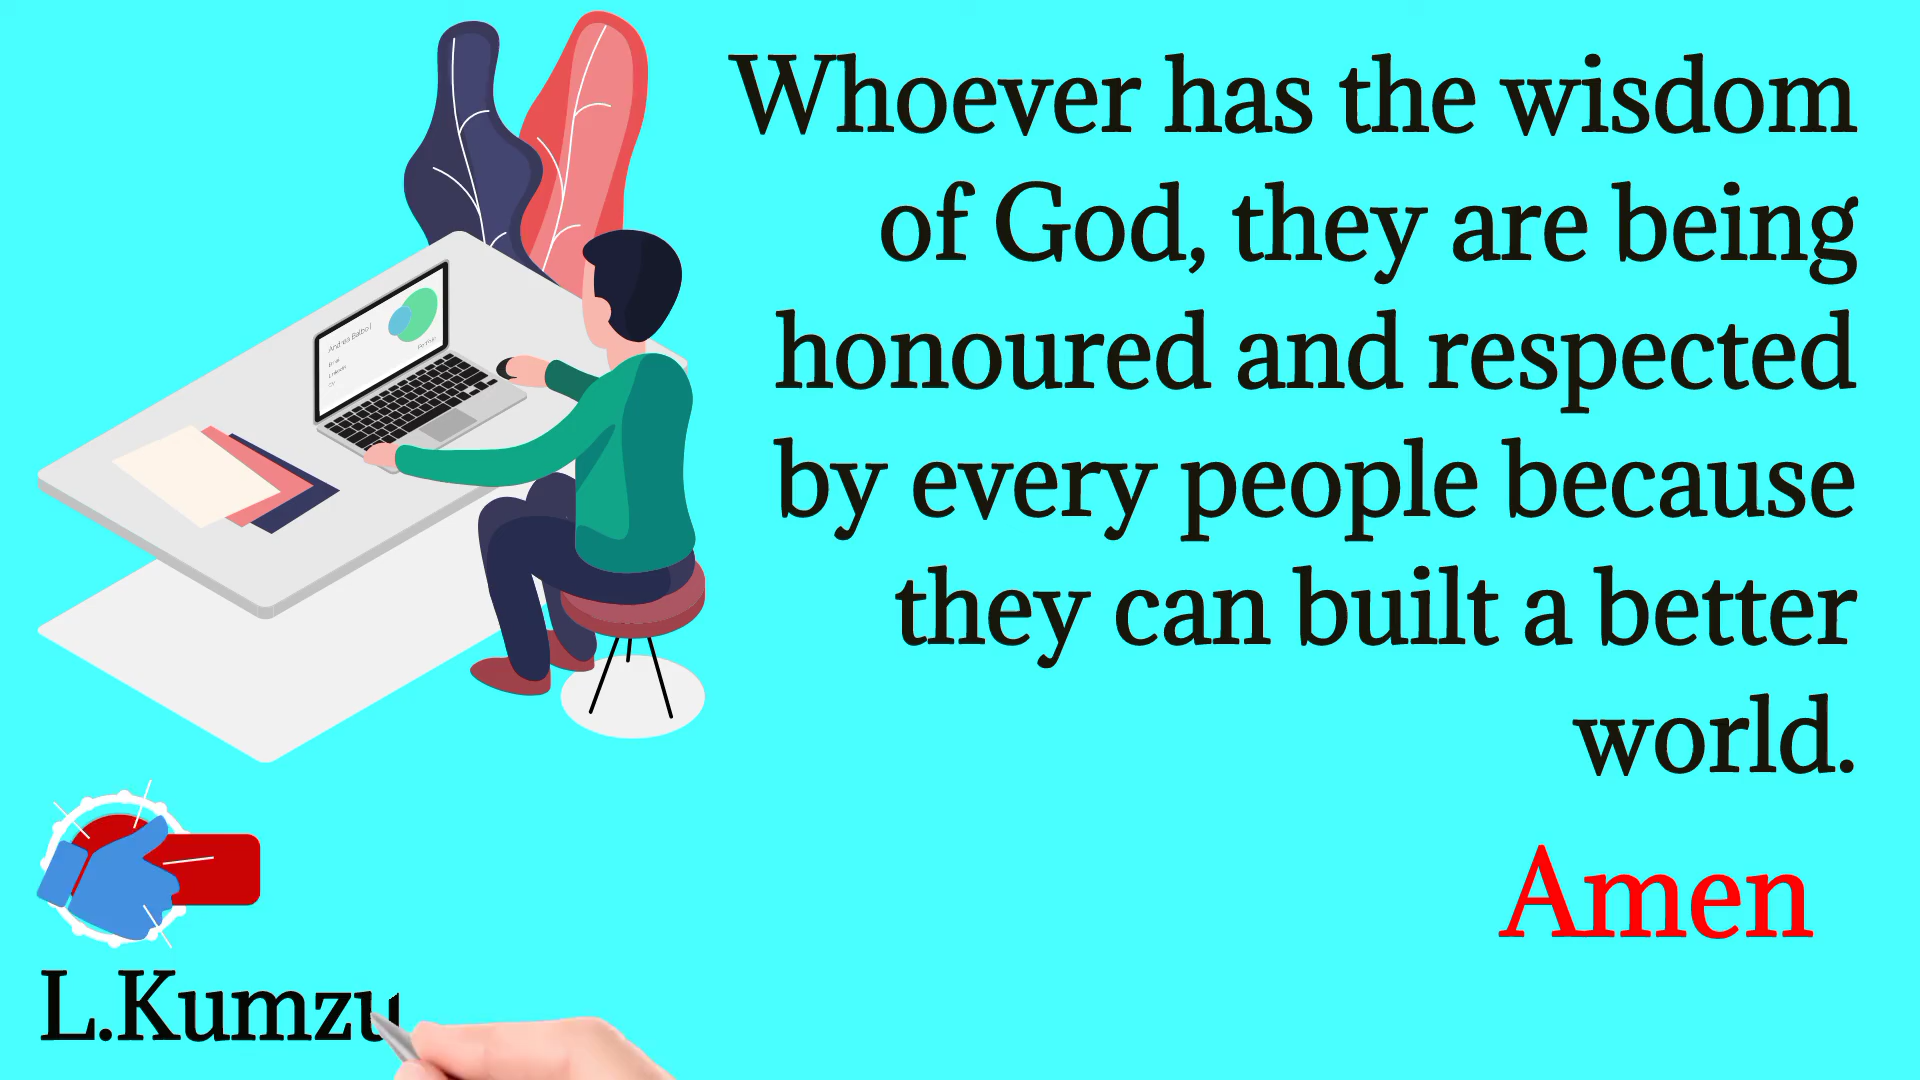 Whoever has the wisdom
of God, they are being
honoured and respected
by every people because
they can built a better
world.
Amen
L.Kumzu